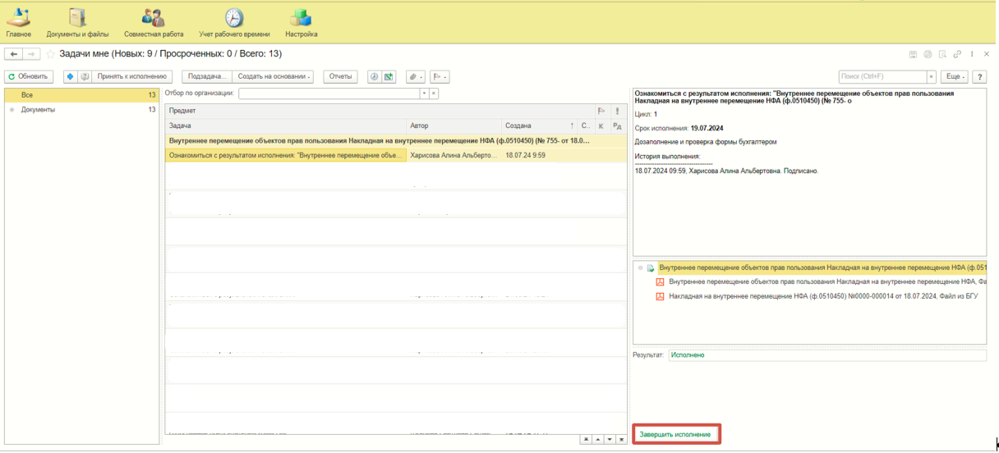 Главное
Документы и файлы
Совместная работа
Учет рабочего времени
Настройка
Задачи мне (Новых: 9 / Просроченных: 0 / Всего: 13)
Обновить
Принять к исполнению
Подзадача...
Создать на основании
Отчеты
Поиск (Ctrl+F)
×
Еще
?
Все 13
Документы 13
Отбор по организации:
Предмет
Задача Автор Создана ↑ С.. К Рд
Внутреннее перемещение объектов прав пользования Накладная на внутреннее перемещение НФА (ф.0510450) (№ 755- от 18.0...
Ознакомиться с результатом исполнения: "Внутреннее перемещение объе... Харисова Алина Альберто... 18.07.24 9:59
Ознакомиться с результатом исполнения: "Внутреннее перемещение объектов прав пользования
Накладная на внутреннее перемещение НФА (ф.0510450) (№ 755- о
Цикл: 1
Срок исполнения: 19.07.2024
Дозаполнение и проверка формы бухгалтером
История выполнения:
------------------------------------
18.07.2024 09:59, Харисова Алина Альбертовна. Подписано.
Внутреннее перемещение объектов прав пользования Накладная на внутреннее перемещение НФА (ф.051
Внутреннее перемещение объектов прав пользования Накладная на внутреннее перемещение НФА, Фа
Накладная на внутреннее перемещение НФА (ф.0510450) №0000-000014 от 18.07.2024, Файл из БГУ
Результат: Исполнено
Завершить исполнение